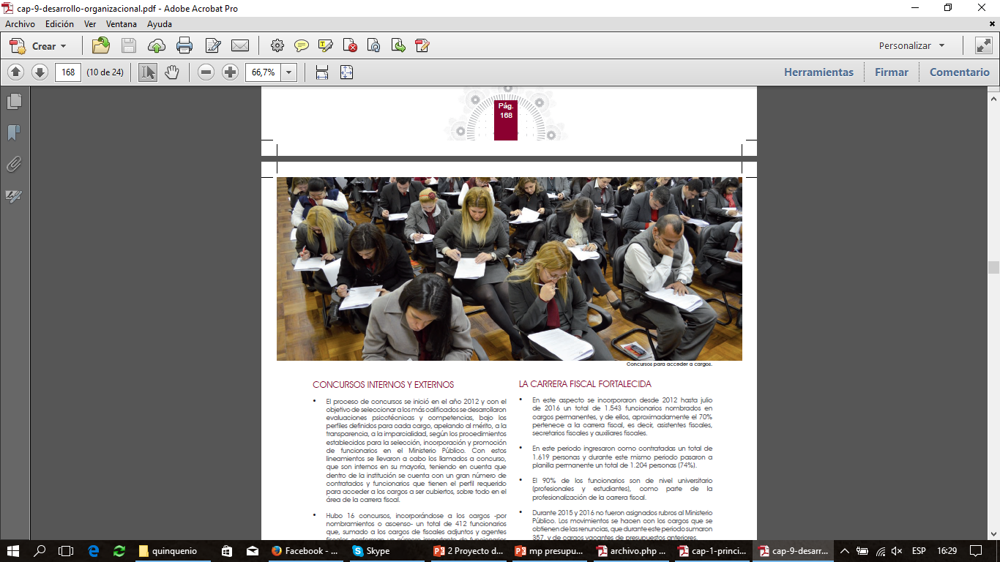 cap-9-desarrollo-organizacional.pdf - Adobe Acrobat Pro
Archivo Edición Ver Ventana Ayuda
Crear
Personalizar
168 (10 de 24)
66,7%
Herramientas Firmar Comentario
Pág.
168
Concursos para acceder a cargos.
CONCURSOS INTERNOS Y EXTERNOS
• El proceso de concursos se inició en el año 2012 y con el
objetivo de seleccionar a los más calificados se desarrollaron
evaluaciones psicotécnicas y competencias, bajo los
perfiles definidos para cada cargo, apelando al mérito, a la
transparencia, a la imparcialidad, según los procedimientos
establecidos para la selección, incorporación y promoción
de funcionarios en el Ministerio Público. Con estos
lineamientos se llevaron a cabo los llamados a concurso,
que son internos en su mayoría, teniendo en cuenta que
dentro de la institución se cuenta con un gran número de
contratados y funcionarios que tienen el perfil requerido
para acceder a los cargos a ser cubiertos, sobre todo en el
área de la carrera fiscal.
• Hubo 16 concursos, incorporándose a los cargos -por
nombramientos o ascenso- un total de 412 funcionarios
que, sumado a los cargos de fiscales adjuntos y agentes
fiscales conforman un número importante de funcionarios
LA CARRERA FISCAL FORTALECIDA
• En este aspecto se incorporaron desde 2012 hasta julio
de 2016 un total de 1.543 funcionarios nombrados en
cargos permanentes, y de ellos, aproximadamente el 70%
pertenece a la carrera fiscal, es decir, asistentes fiscales,
secretarios fiscales y auxiliares fiscales.
• En este periodo ingresaron como contratadas un total de
1.619 personas y durante este mismo periodo pasaron a
planilla permanente un total de 1.204 personas (74%).
• El 90% de los funcionarios son de nivel universitario
(profesionales y estudiantes), como parte de la
profesionalización de la carrera fiscal.
• Durante 2015 y 2016 no fueron asignados rubros al Ministerio
Público. Los movimientos se hacen con los cargos que se
obtienen de las renuncias, que durante este periodo sumaron
357, y de cargos vacantes de presupuestos anteriores.
quinquenio
Facebook - ...
Skype
2 Proyecto d...
mp presupu...
archivo.php ...
cap-1-princi...
cap-9-desarr...
ESP 16:29